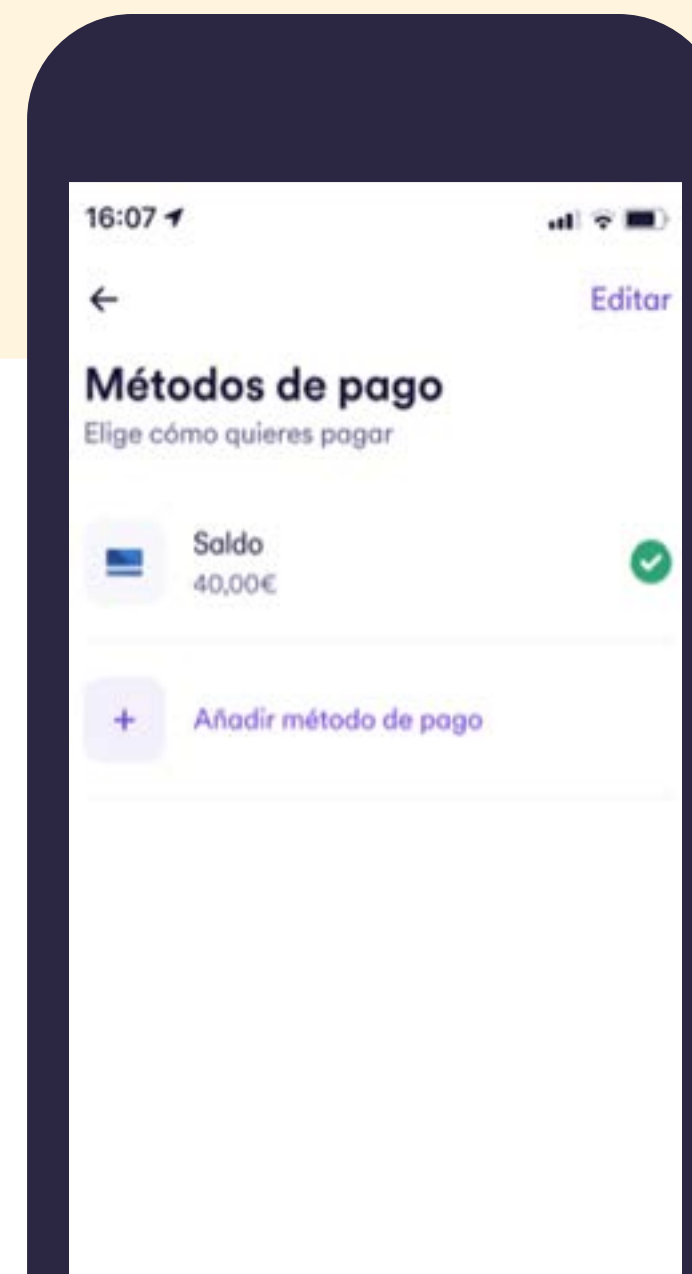 16:07
Editar
Métodos de pago
Elige cómo quieres pagar
Saldo
40,00€
+ Añadir método de pago